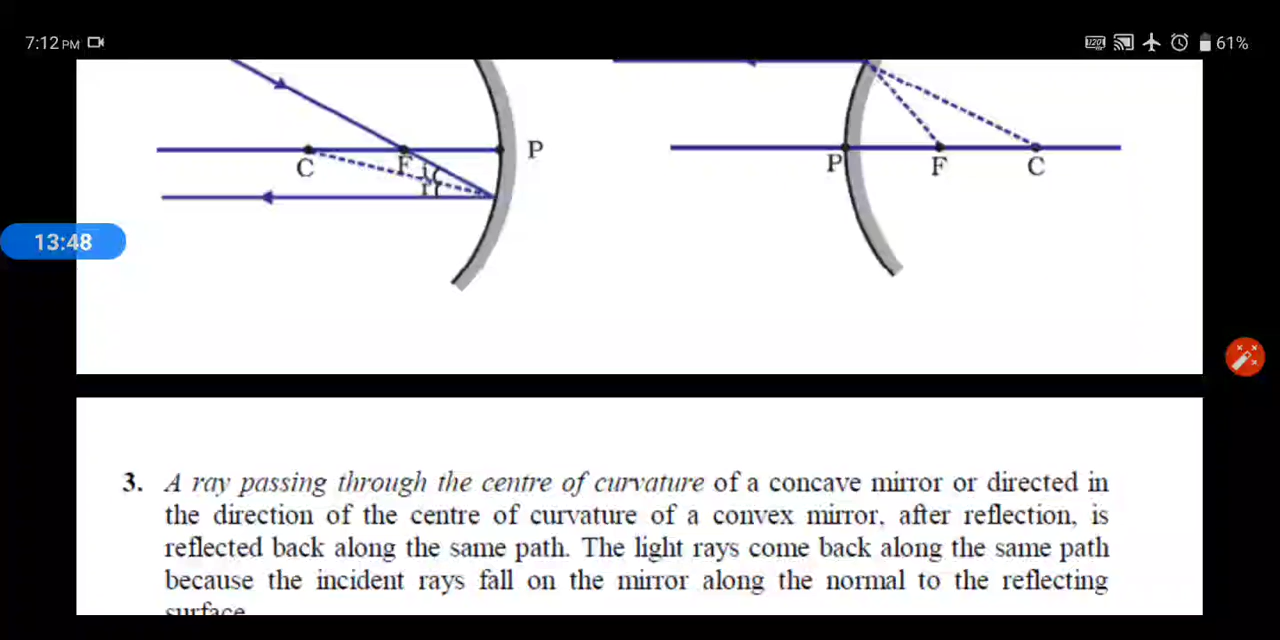 7:12 PM
61%
P
C
F
i
r
P
F
C
13:48
3. A ray passing through the centre of curvature of a concave mirror or directed in
the direction of the centre of curvature of a convex mirror, after reflection, is
reflected back along the same path. The light rays come back along the same path
because the incident rays fall on the mirror along the normal to the reflecting
surface